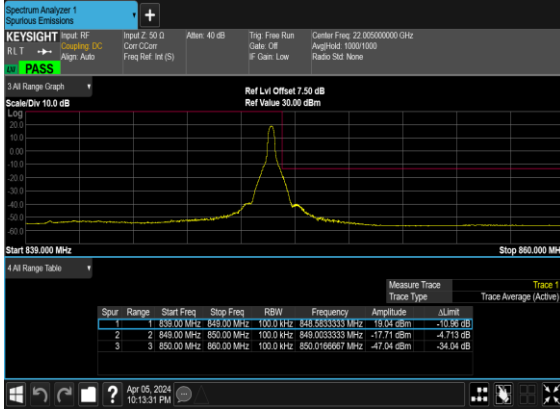 Spectrum Analyzer 1
Spurious Emissions
KEYSIGHT
RLT
Input: RF
Coupling: DC
Align: Auto
Input Z: 50 Ω
Corr CCorr
Freq Ref: Int (S)
Atten: 40 dB
Trig: Free Run
Gate: Off
IF Gain: Low
Center Freq: 22.005000000 GHz
Avg|Hold: 1000/1000
Radio Std: None
PASS
3 All Range Graph
Scale/Div 10.0 dB
Ref Lvl Offset 7.50 dB
Ref Value 30.00 dBm
Log
20.0
10.0
0.00
-10.0
-20.0
-30.0
-40.0
-50.0
-60.0
Start 839.000 MHz
Stop 860.000 MH
4 All Range Table
Measure Trace Trace 1
Trace Type Trace Average (Active)
Spur Range Start Freq Stop Freq RBW Frequency Amplitude ΔLimit
1 1 839.00 MHz 849.00 MHz 100.0 kHz 848.5833333 MHz 19.04 dBm -10.96 dB
2 2 849.00 MHz 850.00 MHz 100.0 kHz 849.0033333 MHz -17.71 dBm -4.713 dB
3 3 850.00 MHz 860.00 MHz 100.0 kHz 850.0166667 MHz -47.04 dBm -34.04 dB
?
Apr 05, 2024
10:13:31 PM